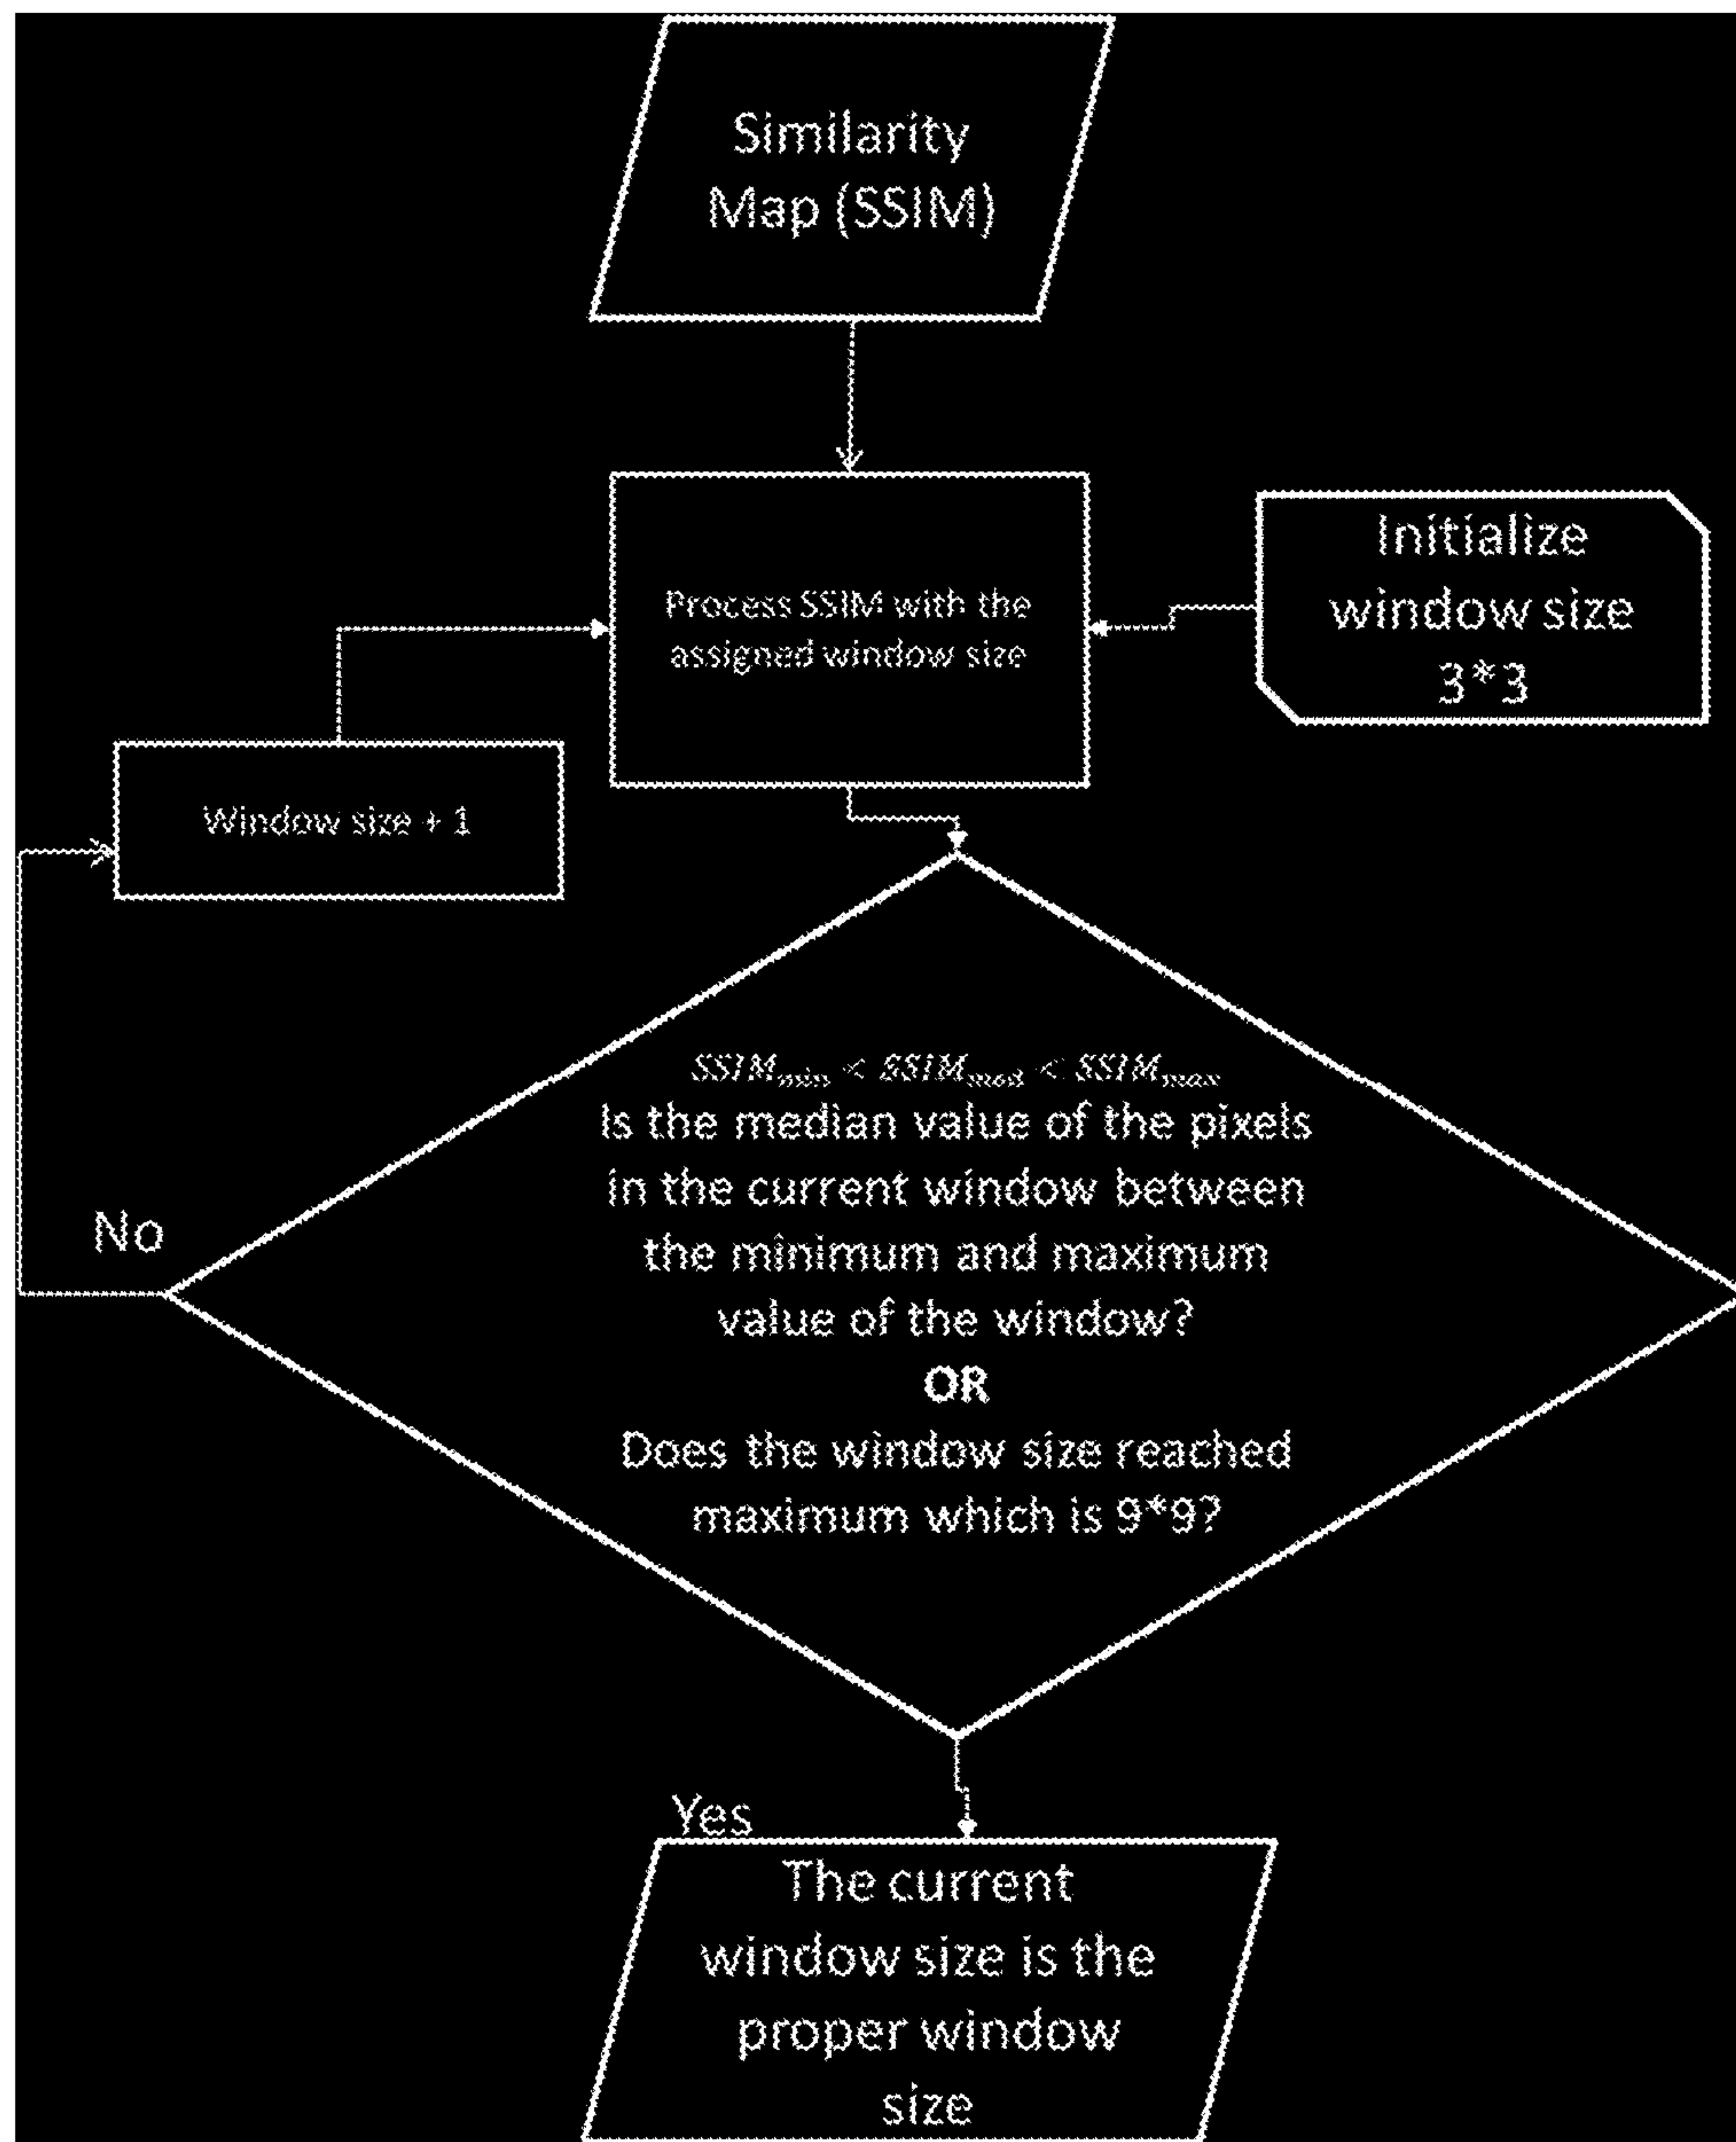 Similarity
Map (SSIM)
Process SSIM with the
assigned window size
Initialize
window size
3*3
Window size + 1
SSIMmin < SSIMmed < SSIMmax
Is the median value of the pixels
in the current window between
the minimum and maximum
value of the window?
OR
Does the window size reached
maximum which is 9*9?
No
Yes
The current
window size is the
proper window
size